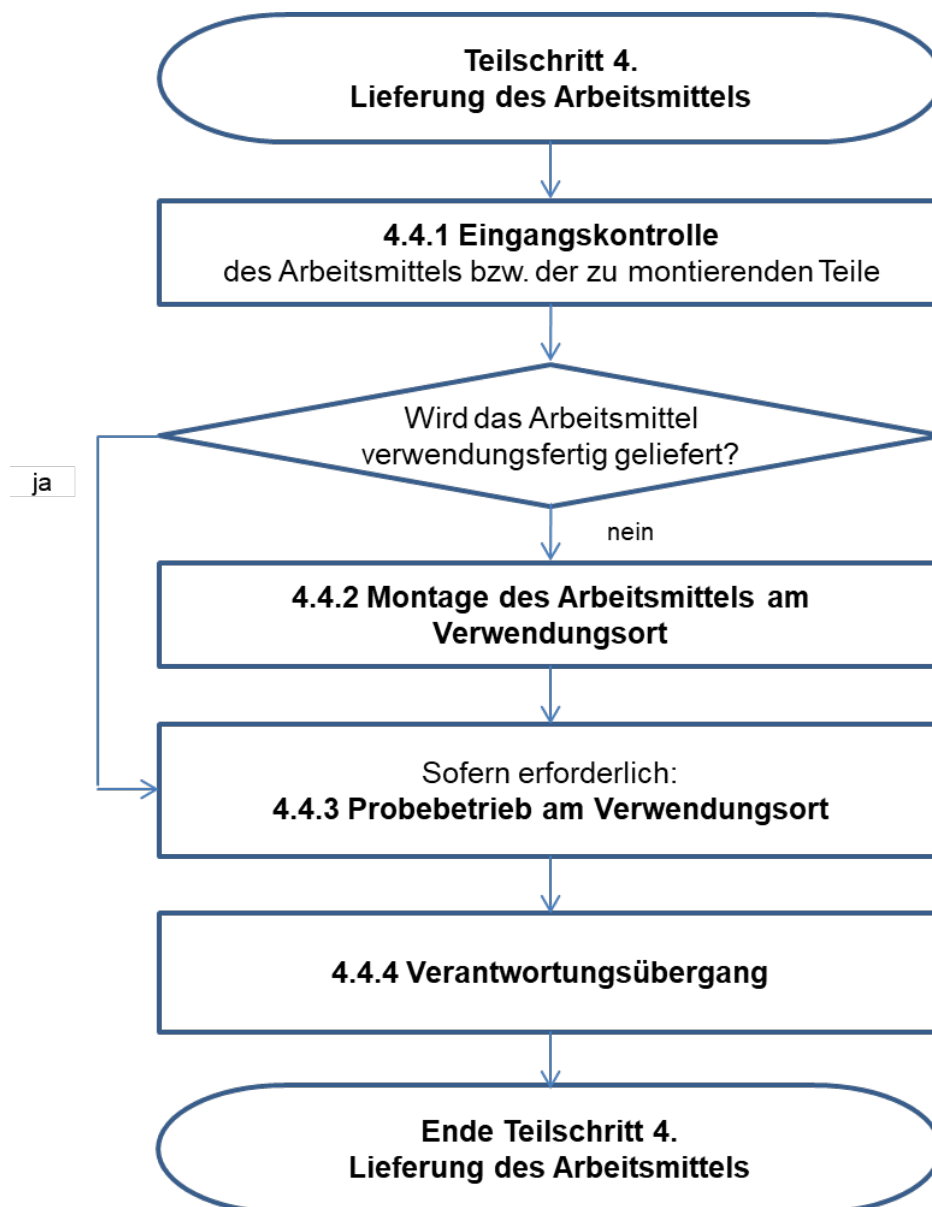 Teilschritt 4.
Lieferung des Arbeitsmittels
4.4.1 Eingangskontrolle
des Arbeitsmittels bzw. der zu montierenden Teile
Wird das Arbeitsmittel
verwendungsfertig geliefert?
ja
nein
4.4.2 Montage des Arbeitsmittels am
Verwendungsort
Sofern erforderlich:
4.4.3 Probebetrieb am Verwendungsort
4.4.4 Verantwortungsübergang
Ende Teilschritt 4.
Lieferung des Arbeitsmittels